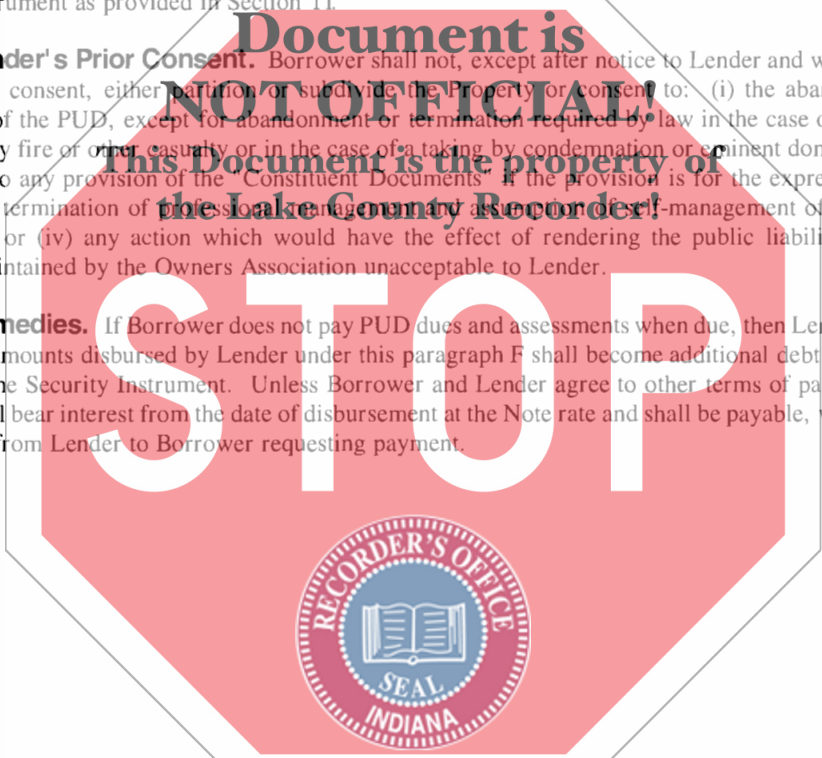 rument as provided in Section 11.
Document is
nder's Prior Consent. Borrower shall not, except after notice to Lender and w
consent, either partition or subdivide the Property or consent to: (i) the aba
NOT OFFICIAL!
of the PUD, except for abandonment or termination required by law in the case o
y fire or other casualty or in the case of a taking by condemnation or eminent don
This Document is the property of
o any provision of the "Constituent Documents" if the provision is for the expre
termination of professional management and assumption of self-management of
the Lake County Recorder!
or (iv) any action which would have the effect of rendering the public liabili
intained by the Owners Association unacceptable to Lender.
STOP
medies. If Borrower does not pay PUD dues and assessments when due, then Le
mounts disbursed by Lender under this paragraph F shall become additional debt
e Security Instrument. Unless Borrower and Lender agree to other terms of pa
l bear interest from the date of disbursement at the Note rate and shall be payable,
from Lender to Borrower requesting payment.
RECORDER'S OFFICE
SEAL
INDIANA